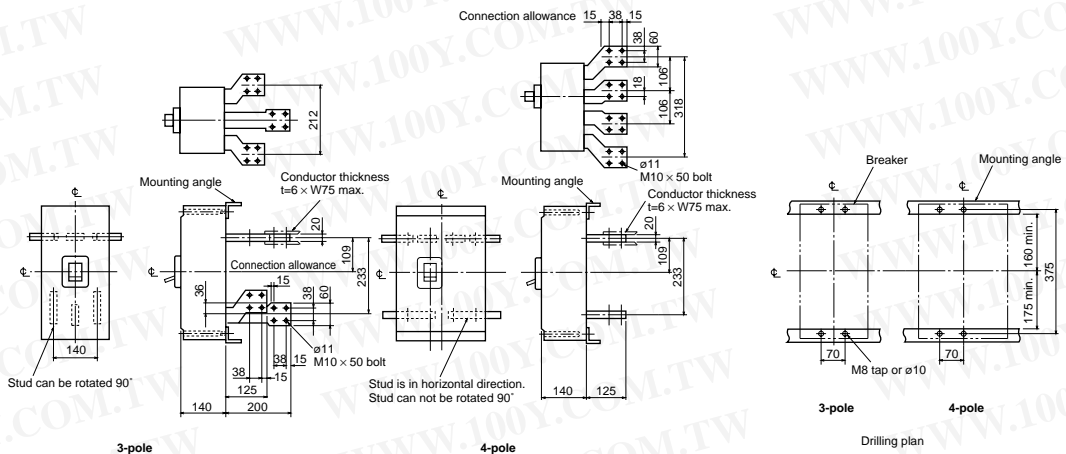 Connection allowance
15 38 15
38
60
18
106
106
318
212
ø11
M10 × 50 bolt
Conductor thickness
t=6 × W75 max.
Mounting angle
20
109
233
Connection allowance
15
38
60
36
ø11
M10 × 50 bolt
38
15
38
15
125
140
200
140
Stud can be rotated 90˚
3-pole
Mounting angle
Conductor thickness
t=6 × W75 max.
20
109
233
Stud is in horizontal direction.
Stud can not be rotated 90˚
140
125
4-pole
Breaker
Mounting angle
160 min.
175 min.
375
70
70
M8 tap or ø10
3-pole
4-pole
Drilling plan
WWW.100Y.COM.TW